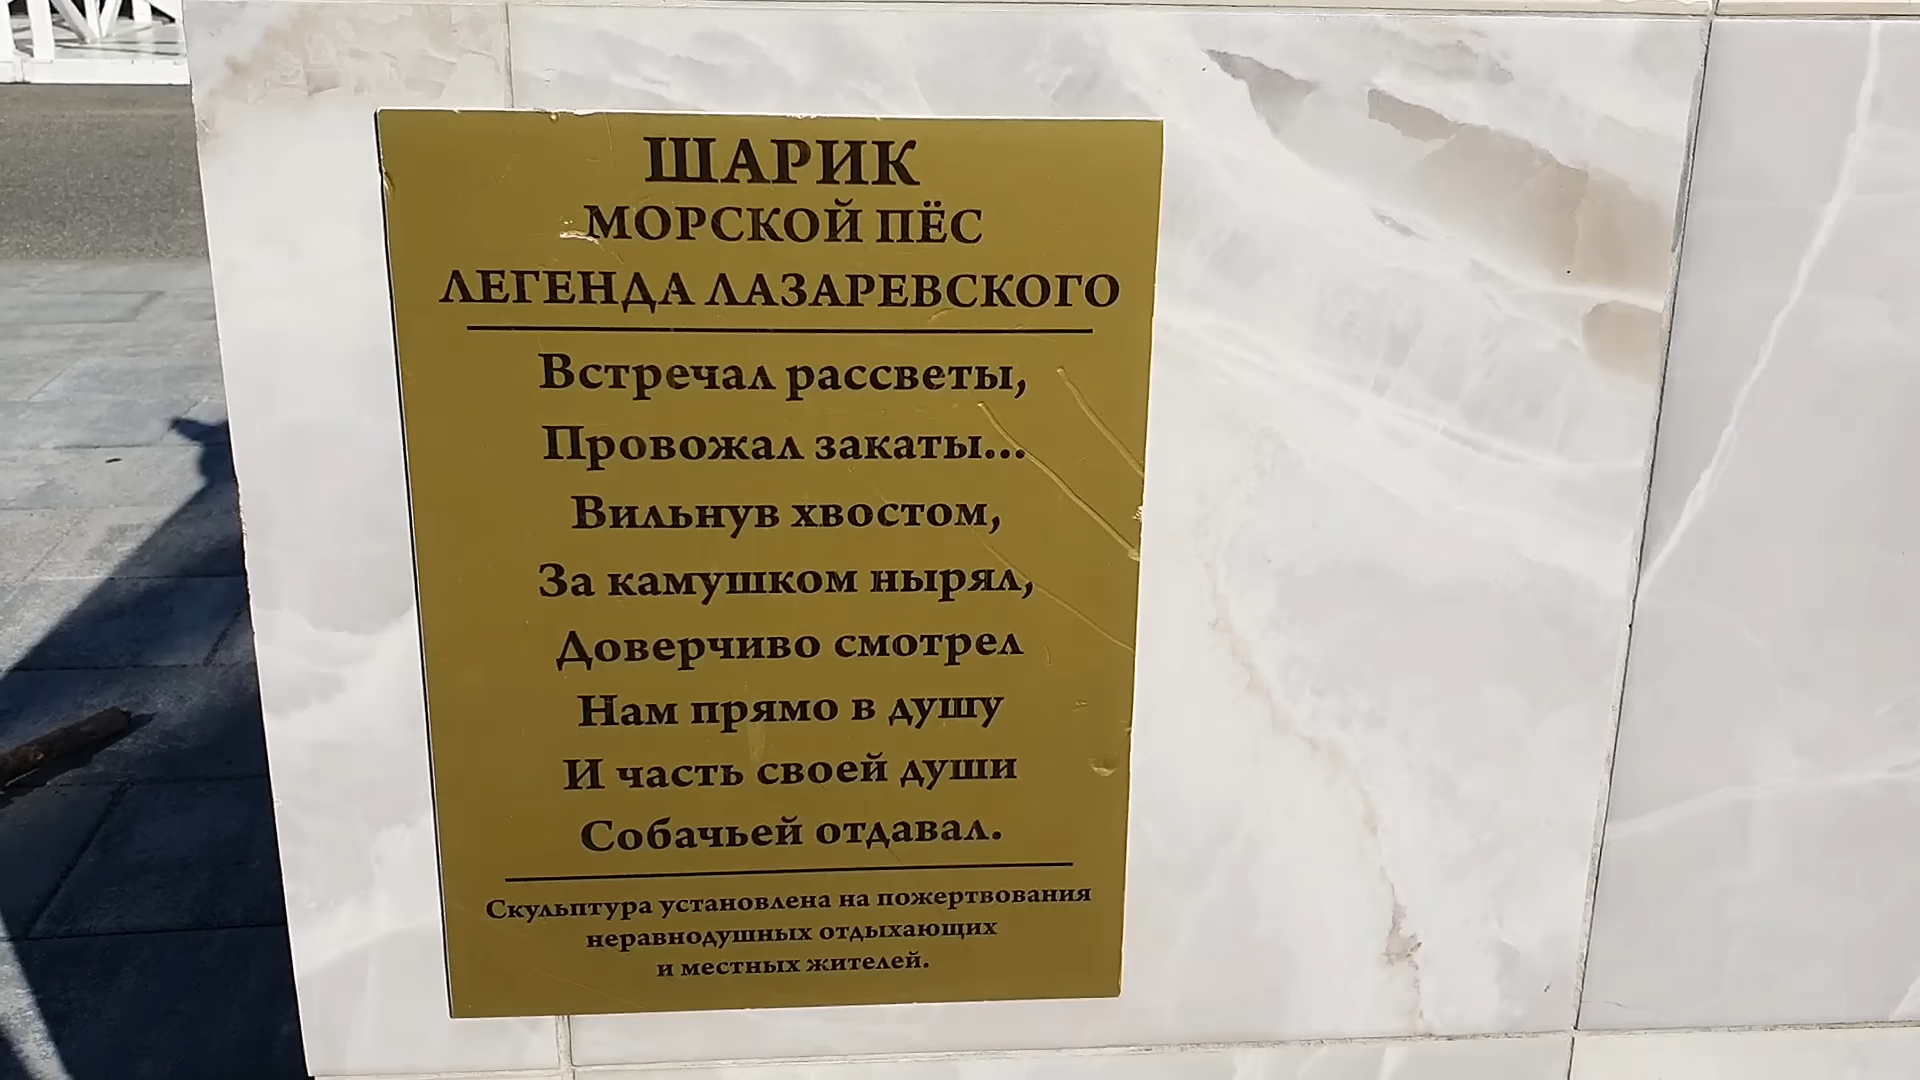 ШАРИК
МОРСКОЙ ПЁС
ЛЕГЕНДА ЛАЗАРЕВСКОГО
Встречал рассветы,
Провожал закаты...
Вильнув хвостом,
За камушком нырял,
Доверчиво смотрел
Нам прямо в душу
И часть своей души
Собачьей отдавал.
Скульптура установлена на пожертвования
неравнодушных отдыхающих
и местных жителей.